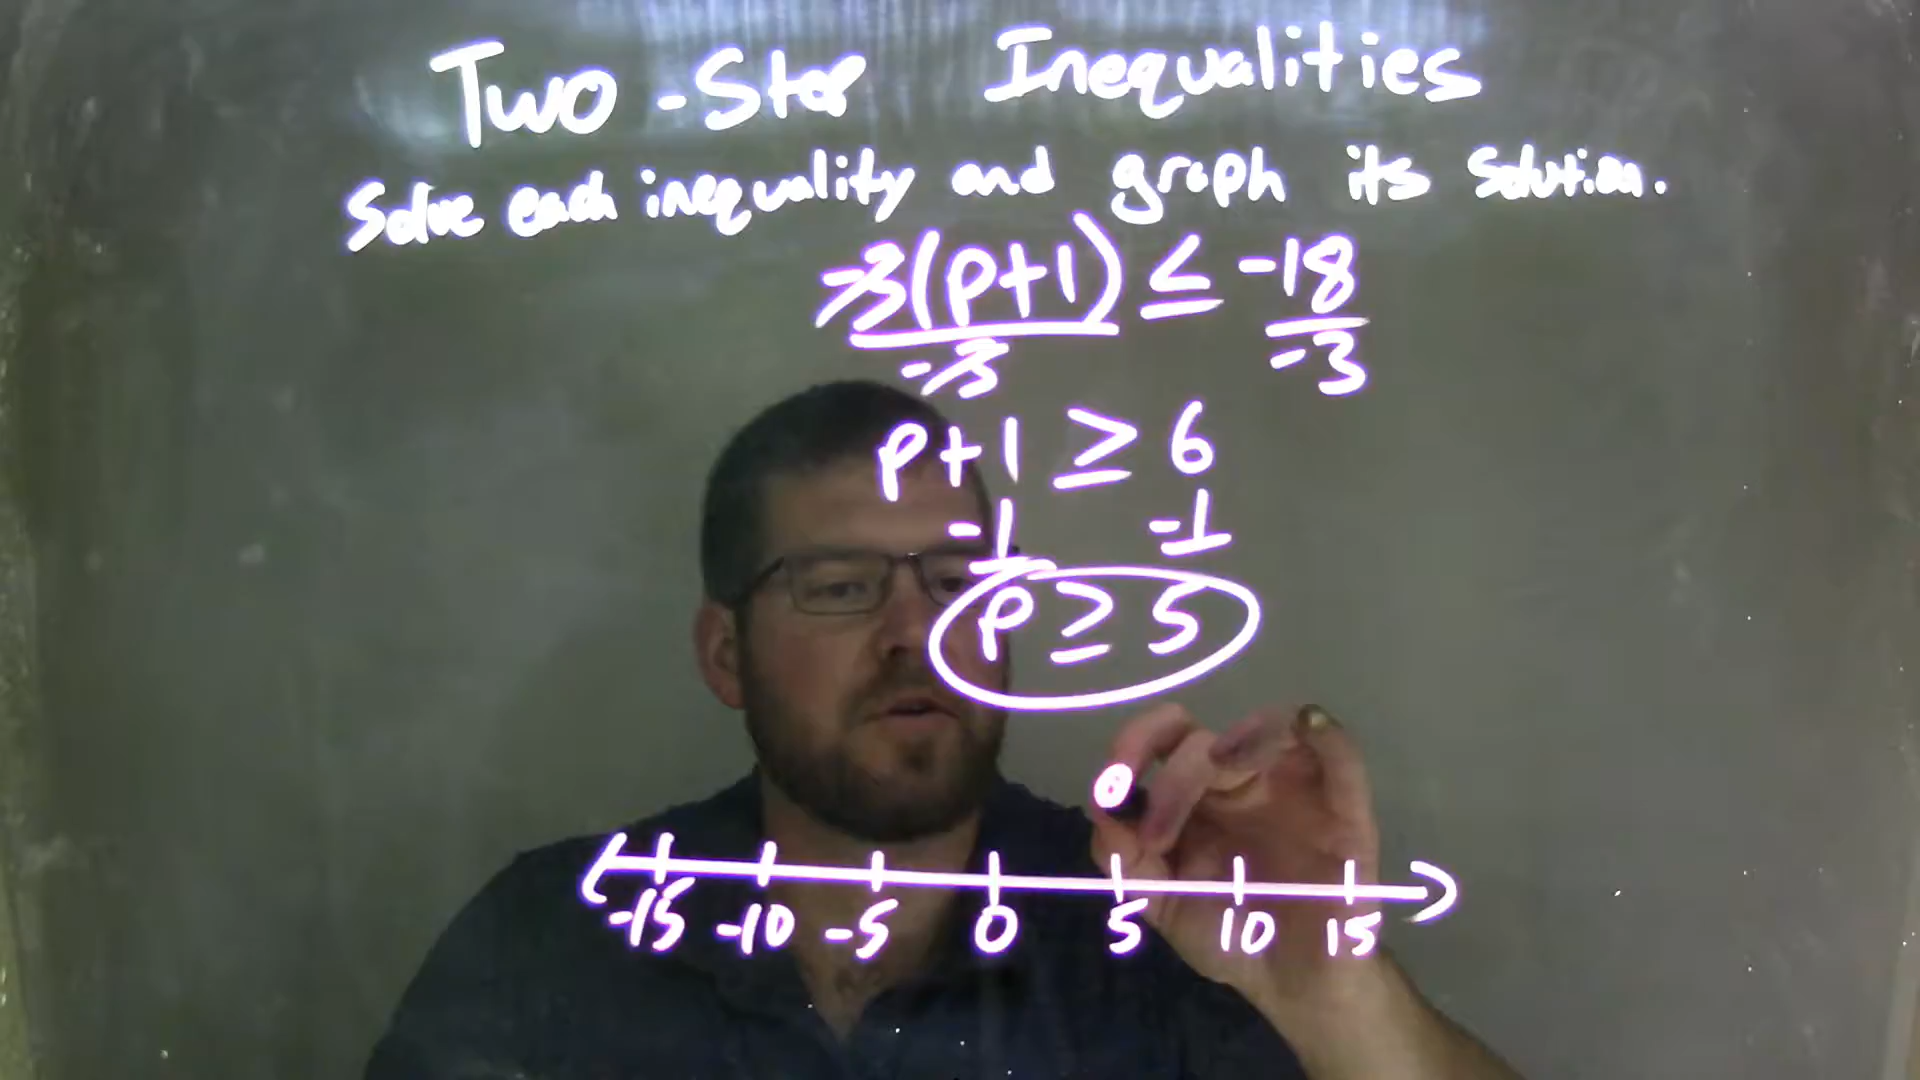 Two-Step Inequalities
Solve each inequality and graph its solution.
-3(p+1) ≤ -18
-3 -3
p+1 ≥ 6
-1 -1
p ≥ 5
-15 -10 -5 0 5 10 15